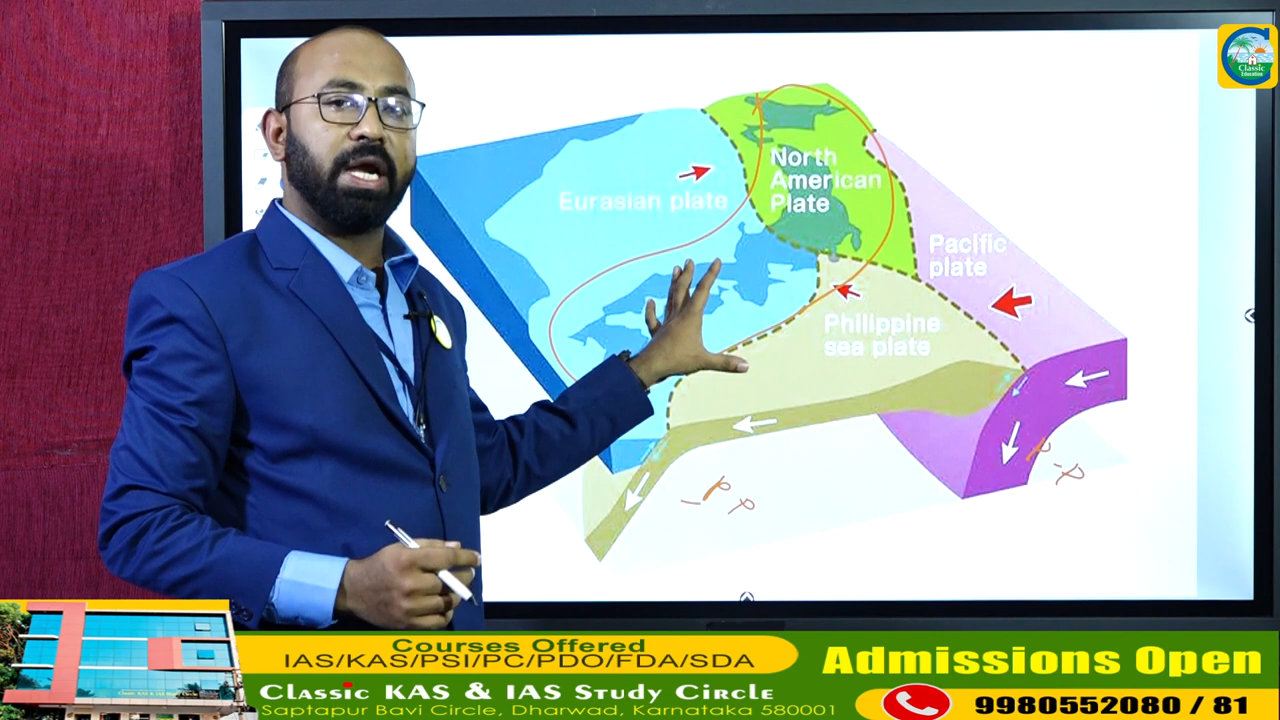 Classic
Education
North
American
Plate
Eurasian plate
Pacific
plate
Philippine
sea plate
P P
P.P
Courses Offered
IAS/KAS/PSI/PC/PDO/FDA/SDA
Classic KAS & IAS Study Circle
Saptapur Bavi Circle, Dharwad, Karnataka 580001
Admissions Open
9980552080 / 81